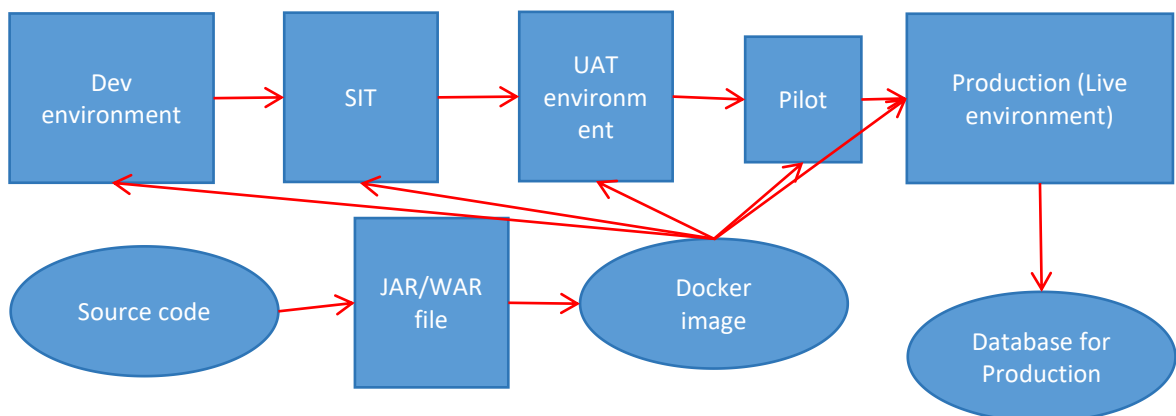 Dev
environment
SIT
UAT
environm
ent
Pilot
Production (Live
environment)
Source code
JAR/WAR
file
Docker
image
Database for
Production